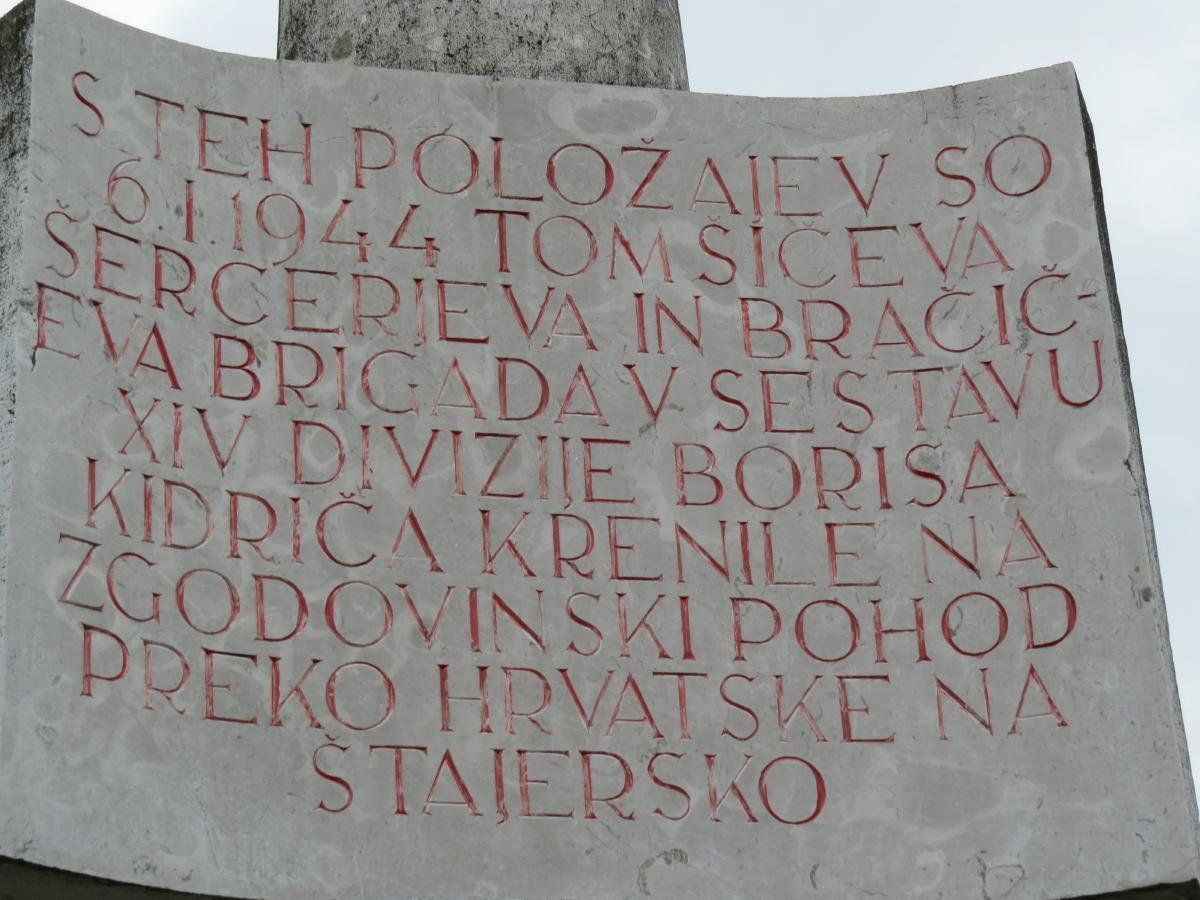 S TEH POLOŽAJEV SO
6.I.1944 TOMŠIČEVA
ŠERCERJEVA IN BRAČIČ-
EVA BRIGADA V SESTAVU
XIV DIVIZIJE BORISA
KIDRIČA KRENILE NA
ZGODOVINSKI POHOD
PREKO HRVATSKE NA
ŠTAJERSKO